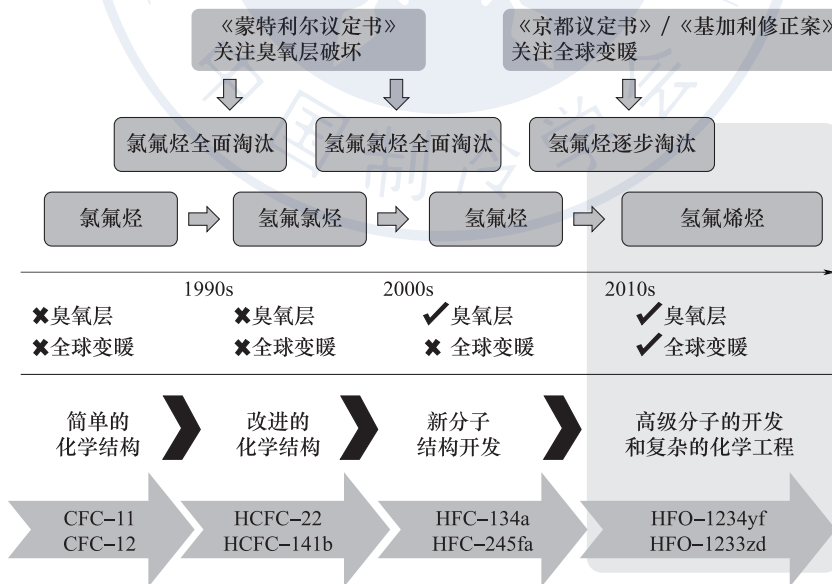 《蒙特利尔议定书》
关注臭氧层破坏
《京都议定书》/《基加利修正案》
关注全球变暖
氯氟烃全面淘汰
氢氟氯烃全面淘汰
氢氟烃逐步淘汰
氯氟烃
氢氟氯烃
氢氟烃
氢氟烯烃
1990s
2000s
2010s
✖臭氧层
✖臭氧层
✓臭氧层
✓臭氧层
✖全球变暖
✖全球变暖
✖全球变暖
✓全球变暖
简单的
化学结构
改进的
化学结构
新分子
结构开发
高级分子的开发
和复杂的化学工程
CFC-11
CFC-12
HCFC-22
HCFC-141b
HFC-134a
HFC-245fa
HFO-1234yf
HFO-1233zd
中国制冷学会